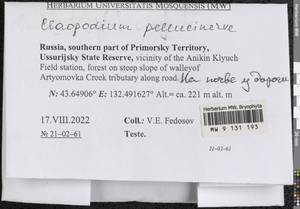 HERBARIUM UNIVERSITATIS MOSQUENSIS (MW)
Claopodium pellucinerve
Russia, southern part of Primorsky Territory,
Ussurijsky State Reserve, vicinity of the Anikin Klyuch
Field station, forest on steep slope of walleyof
Artyomovka Creek tributary along road. На почве у дороги
N: 43.64906° E: 132.491627° Alt.= ca. 221 m alt. m
17.VIII.2022 Coll.: V.E. Fedosov
№ 21-02-61 Teste.
Herbarium MW, Bryophyta
MW 9 131 193
21-02-61